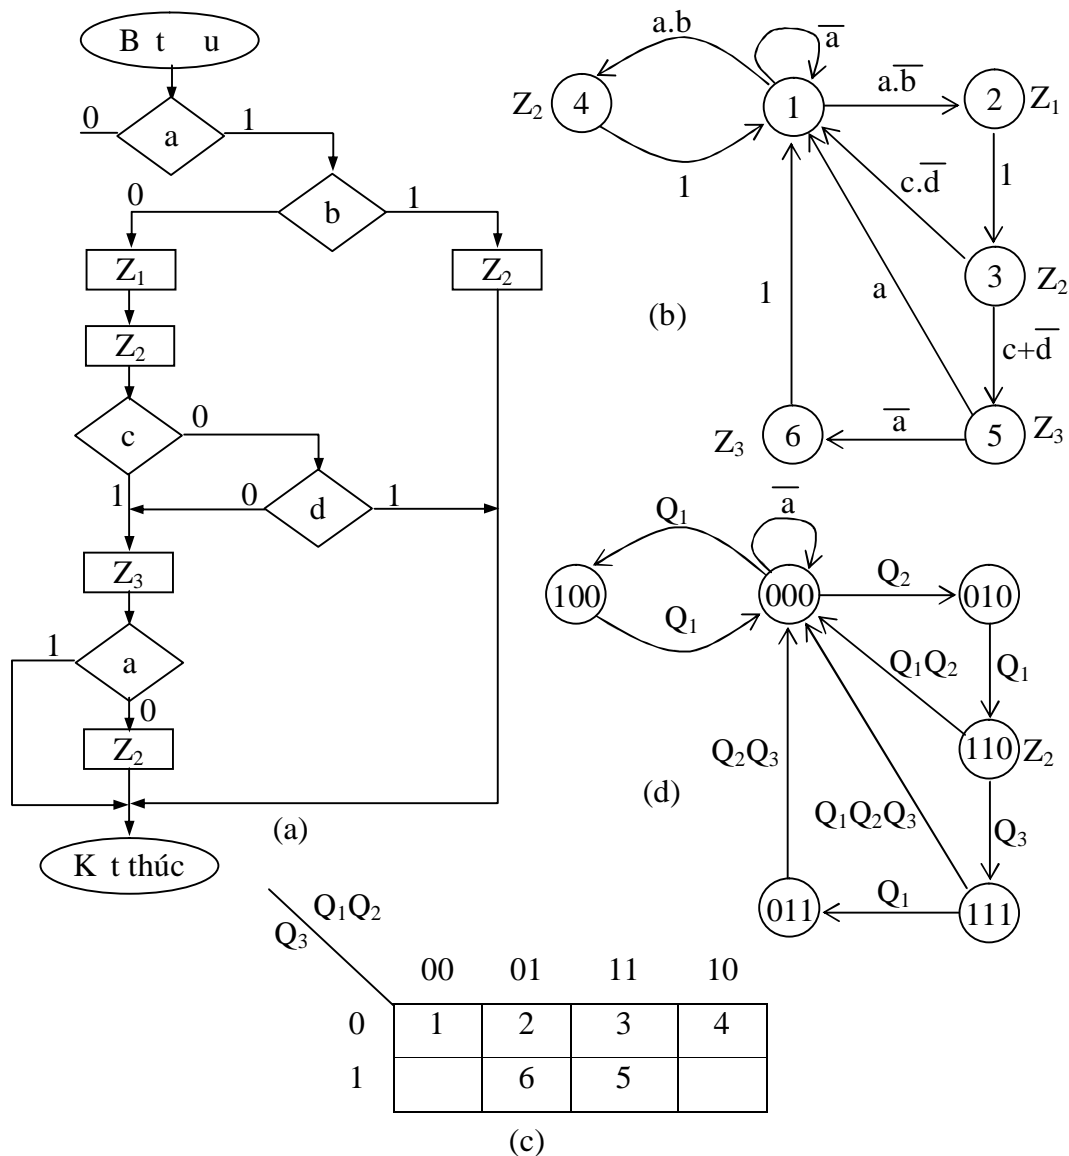 B t u
a
0
1
b
0
1
Z₁
Z₂
Z₂
c
0
1
d
0
1
Z₃
a
1
0
Z₂
K t thúc
(a)
a.b
a̅
Z₂
4
1
a.b̅
2
Z₁
1
c.d̅
1
3
Z₂
a
1
(b)
c+d̅
Z₃
6
a̅
5
Z₃
Q₁
a̅
100
000
Q₂
010
Q₁
Q₁Q₂
Q₁
110
Z₂
Q₂Q₃
(d)
Q₁Q₂Q₃
Q₃
011
Q₁
111
Q₁Q₂
Q₃
00 01 11 10
0 1 2 3 4
1 6 5
(c)